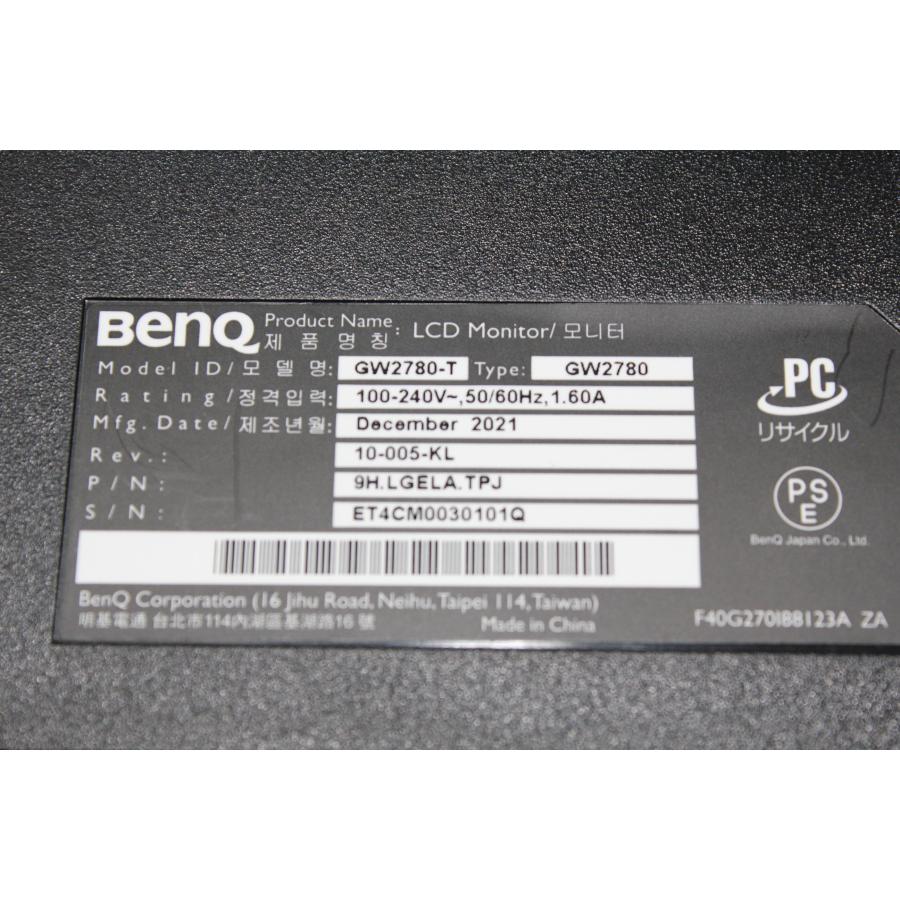 BenQ Product Name / 제 품 명 칭 : LCD Monitor/ 모니터
Model ID/모 델 명: GW2780-T Type: GW2780
Rating/정격입력: 100-240V~,50/60Hz,1.60A
Mfg. Date/제조년월: December 2021
Rev.: 10-005-KL
P/N: 9H.LGELA.TPJ
S/N: ET4CM0030101Q
PC
リサイクル
PSE
BenQ Japan Co., Ltd.
BenQ Corporation (16 Jihu Road, Neihu, Taipei 114, Taiwan)
明基電通 台北市114內湖區基湖路16 號 Made in China
F40G270IBB123A ZA